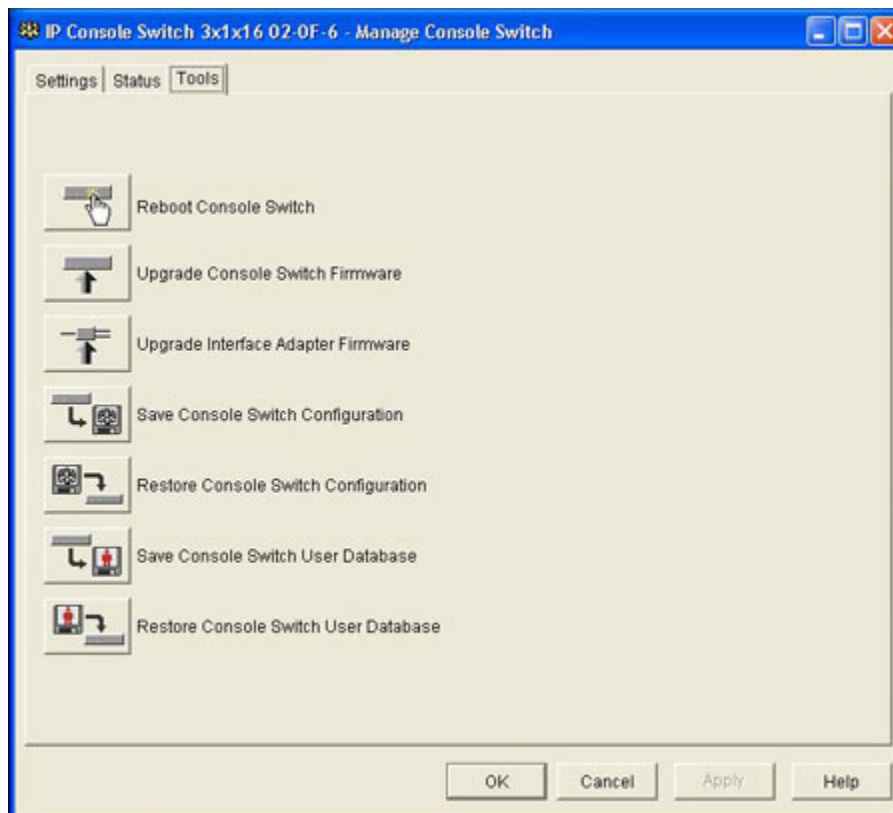 IP Console Switch 3x1x16 02-0F-6 - Manage Console Switch
Settings Status Tools
Reboot Console Switch
Upgrade Console Switch Firmware
Upgrade Interface Adapter Firmware
Save Console Switch Configuration
Restore Console Switch Configuration
Save Console Switch User Database
Restore Console Switch User Database
OK Cancel Apply Help